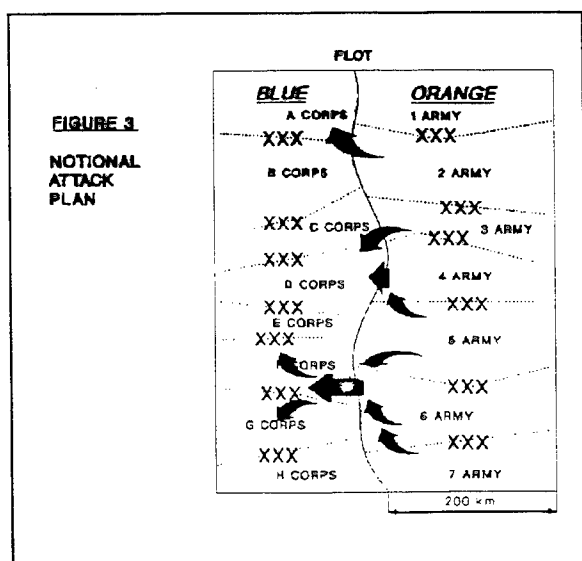 FLOT
BLUE
ORANGE
FIGURE 3
NOTIONAL
ATTACK
PLAN
A CORPS
1 ARMY
XXX
XXX
B CORPS
2 ARMY
XXX
XXX
C CORPS
3 ARMY
XXX
XXX
D CORPS
4 ARMY
XXX
XXX
E CORPS
XXX
5 ARMY
F CORPS
XXX
XXX
G CORPS
6 ARMY
XXX
XXX
H CORPS
7 ARMY
200 km